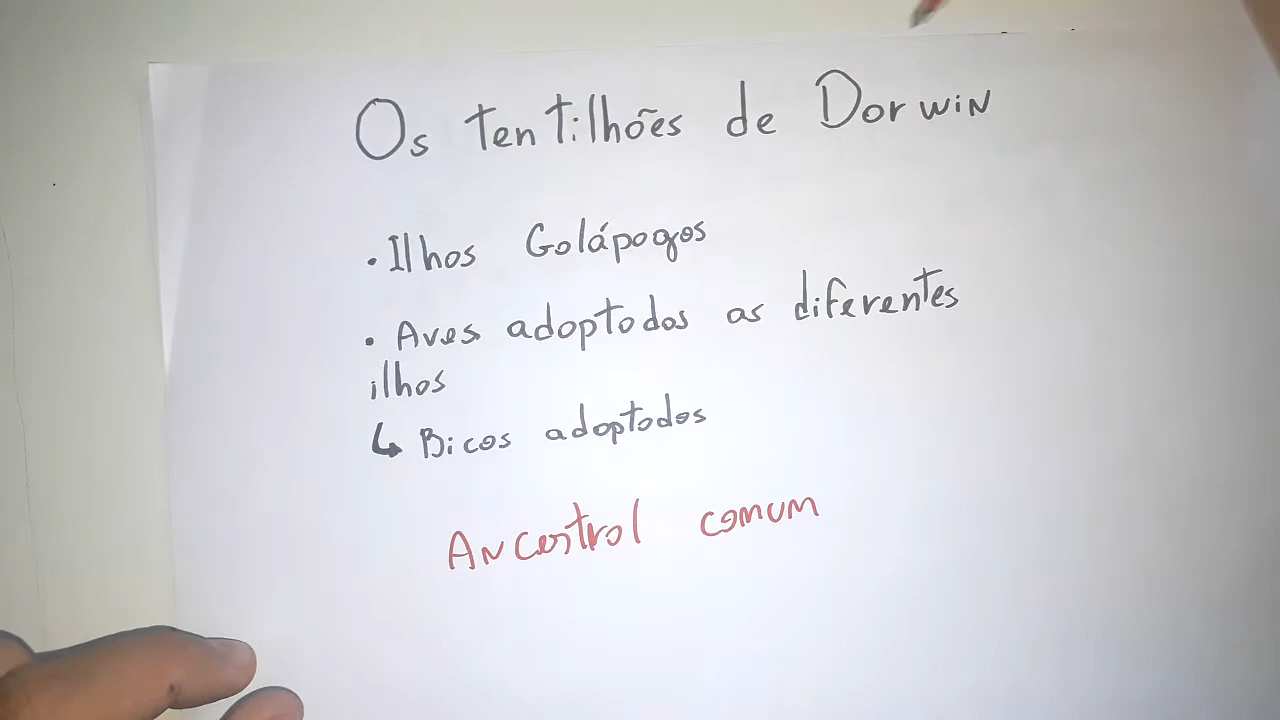 Os tentilhões de Darwin
• Ilhas Galápagos
• Aves adaptadas as diferentes
ilhas
↳ Bicos adaptados
Ancestral comum